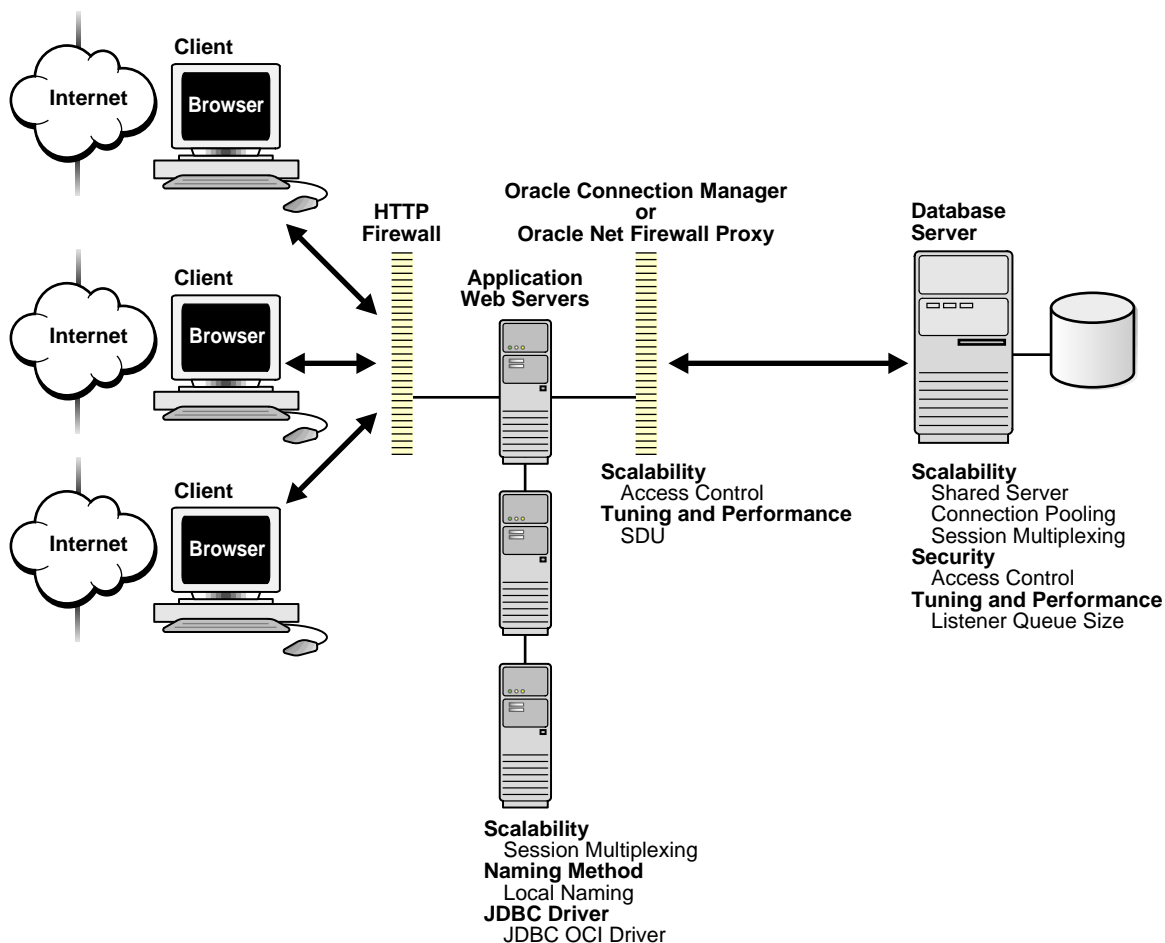 Client
Internet
Browser
Client
Internet
Browser
Client
Internet
Browser
HTTP
Firewall
Application
Web Servers
Oracle Connection Manager
or
Oracle Net Firewall Proxy
Database
Server
Scalability
Access Control
Tuning and Performance
SDU
Scalability
Shared Server
Connection Pooling
Session Multiplexing
Security
Access Control
Tuning and Performance
Listener Queue Size
Scalability
Session Multiplexing
Naming Method
Local Naming
JDBC Driver
JDBC OCI Driver